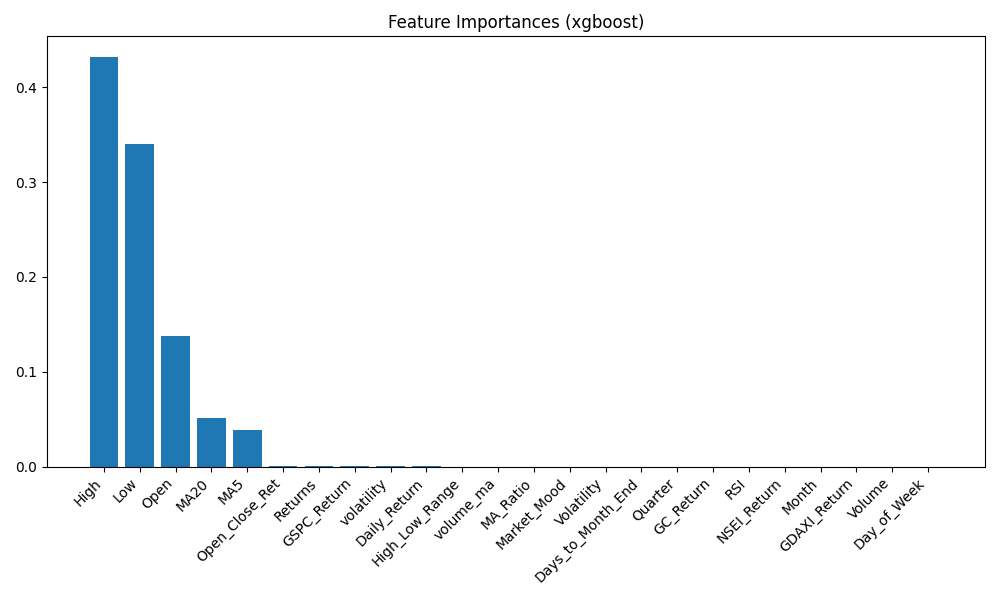 Feature Importances (xgboost)
0.4
0.3
0.2
0.1
0.0
High
Low
Open
MA20
MA5
Open_Close_Ret
Returns
GSPC_Return
volatility
Daily_Return
High_Low_Range
volume_ma
MA_Ratio
Market_Mood
Volatility
Days_to_Month_End
Quarter
GC_Return
RSI
NSEI_Return
Month
GDAXI_Return
Volume
Day_of_Week